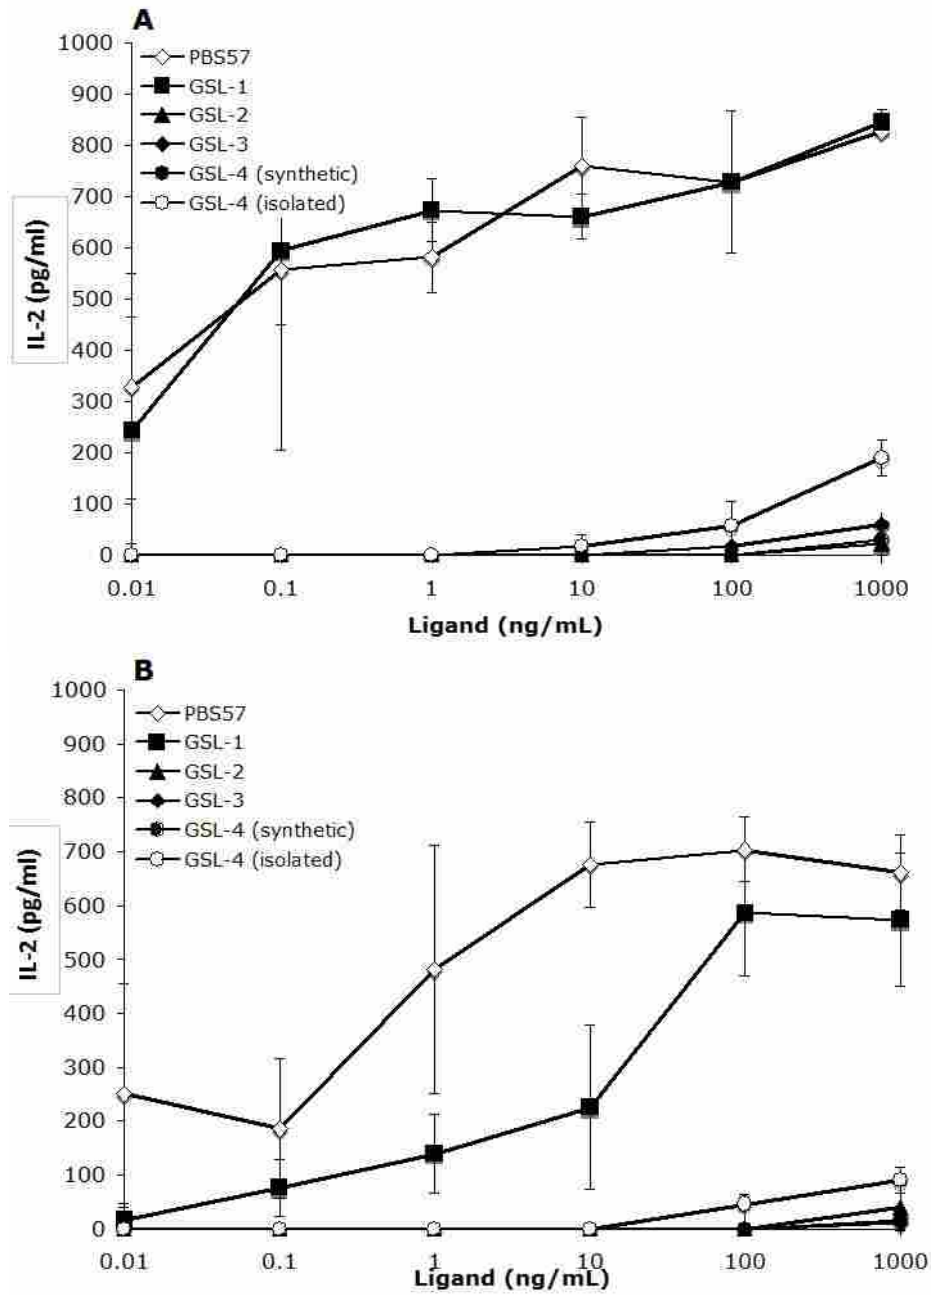 A
1000
900
800
700
600
500
400
300
200
100
0
PBS57
GSL-1
GSL-2
GSL-3
GSL-4 (synthetic)
GSL-4 (isolated)
IL-2 (pg/ml)
0.01 0.1 1 10 100 1000
Ligand (ng/mL)
B
1000
900
800
700
600
500
400
300
200
100
0
PBS57
GSL-1
GSL-2
GSL-3
GSL-4 (synthetic)
GSL-4 (isolated)
IL-2 (pg/ml)
0.01 0.1 1 10 100 1000
Ligand (ng/mL)